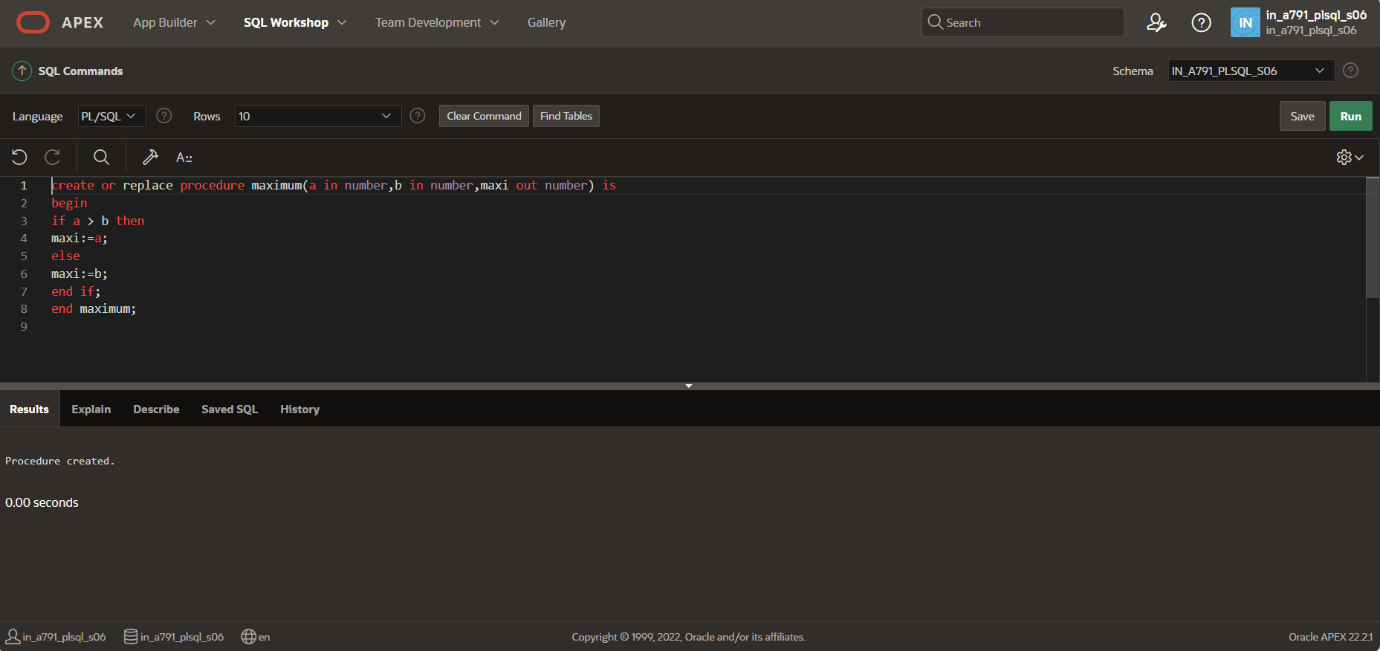 APEX App Builder SQL Workshop Team Development Gallery Search IN in_a791_plsql_s06
in_a791_plsql_s06
SQL Commands Schema IN_A791_PLSQL_S06
Language PL/SQL Rows 10 Clear Command Find Tables Save Run
A::
1 create or replace procedure maximum(a in number,b in number,maxi out number) is
2 begin
3 if a > b then
4 maxi:=a;
5 else
6 maxi:=b;
7 end if;
8 end maximum;
9
Results Explain Describe Saved SQL History
Procedure created.
0.00 seconds
in_a791_plsql_s06 in_a791_plsql_s06 en Copyright © 1999, 2022, Oracle and/or its affiliates. Oracle APEX 22.2.1